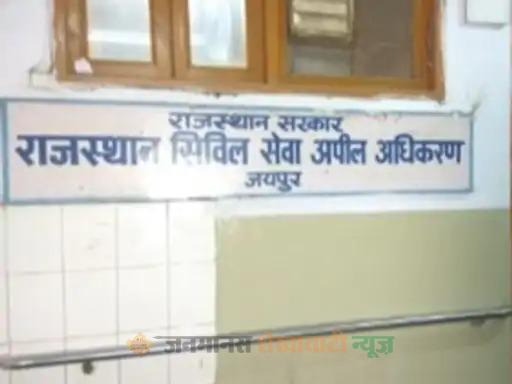 राजस्थान सरकार
राजस्थान सिविल सेवा अपील अधिकरण
जयपुर
जनमानस शेखावाटी न्यूज़